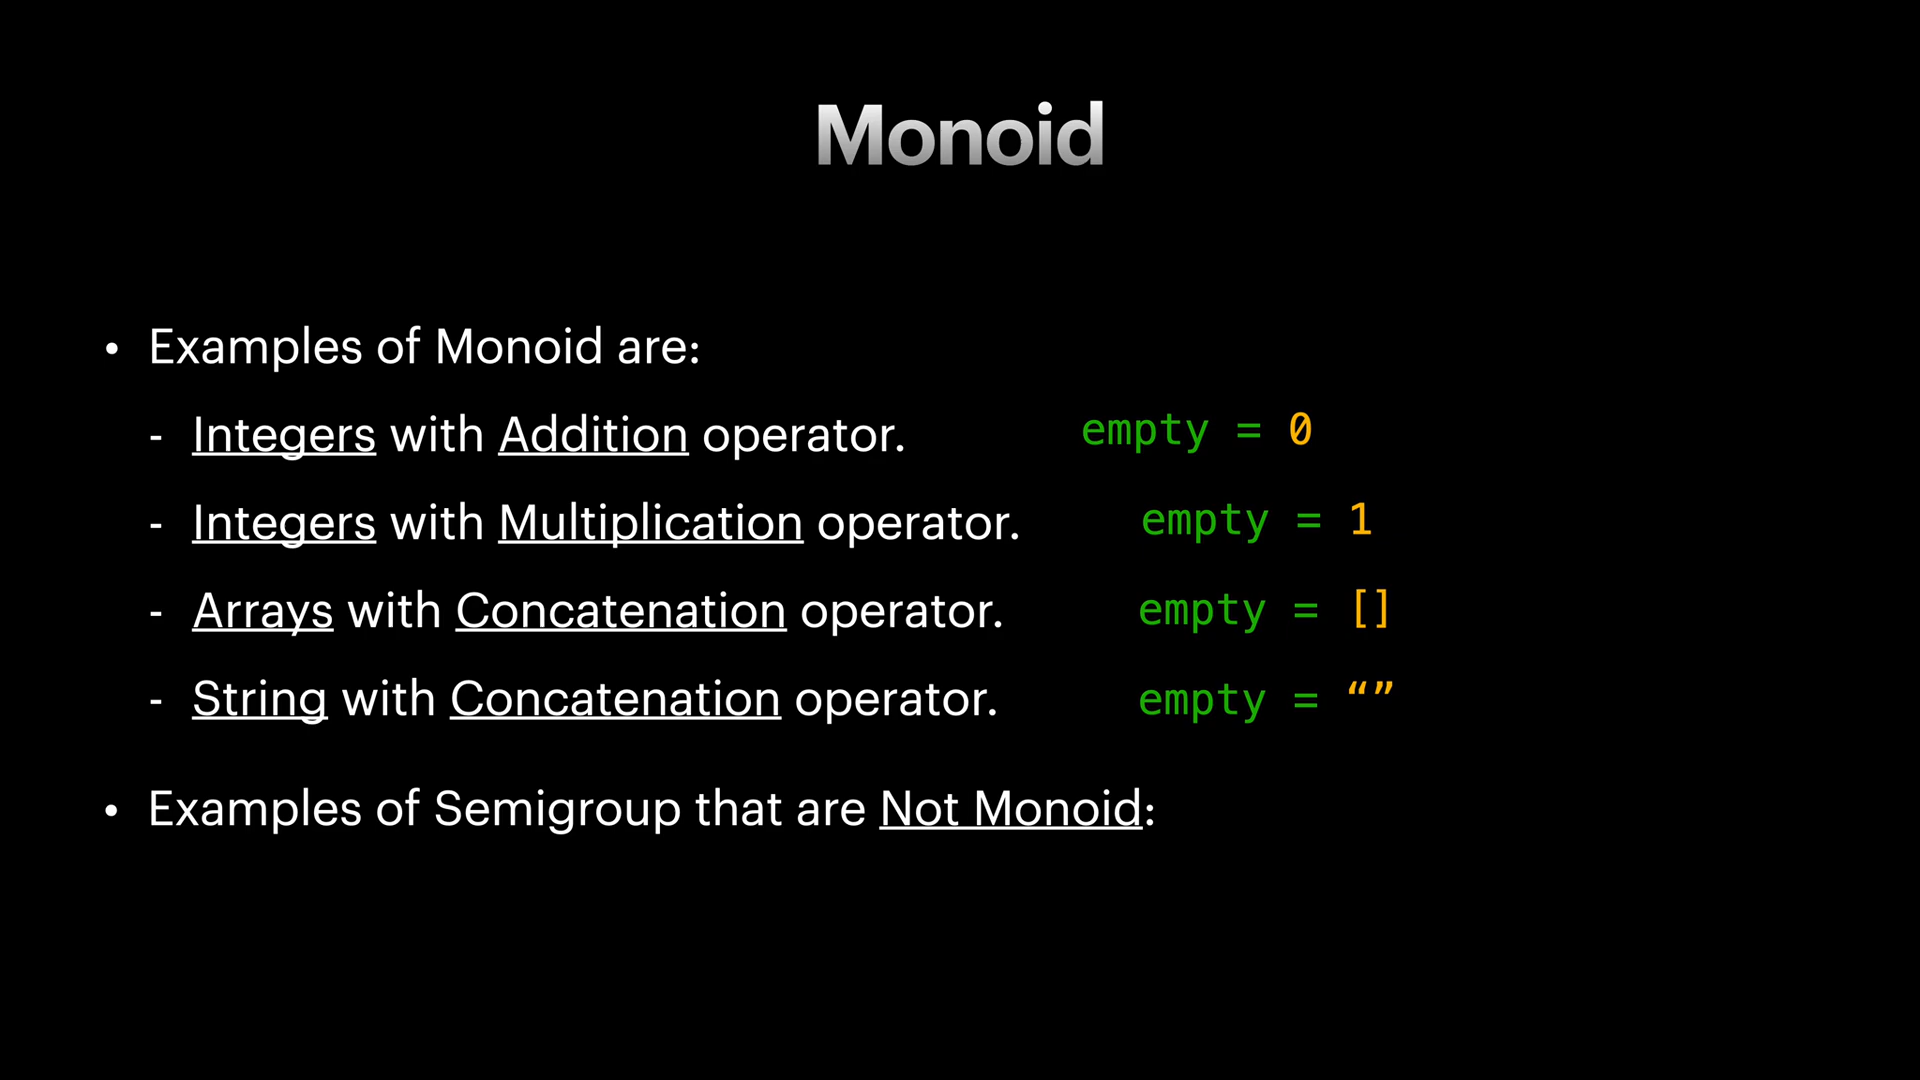 Monoid
• Examples of Monoid are:
- Integers with Addition operator. empty = 0
- Integers with Multiplication operator. empty = 1
- Arrays with Concatenation operator. empty = []
- String with Concatenation operator. empty = “”
• Examples of Semigroup that are Not Monoid: